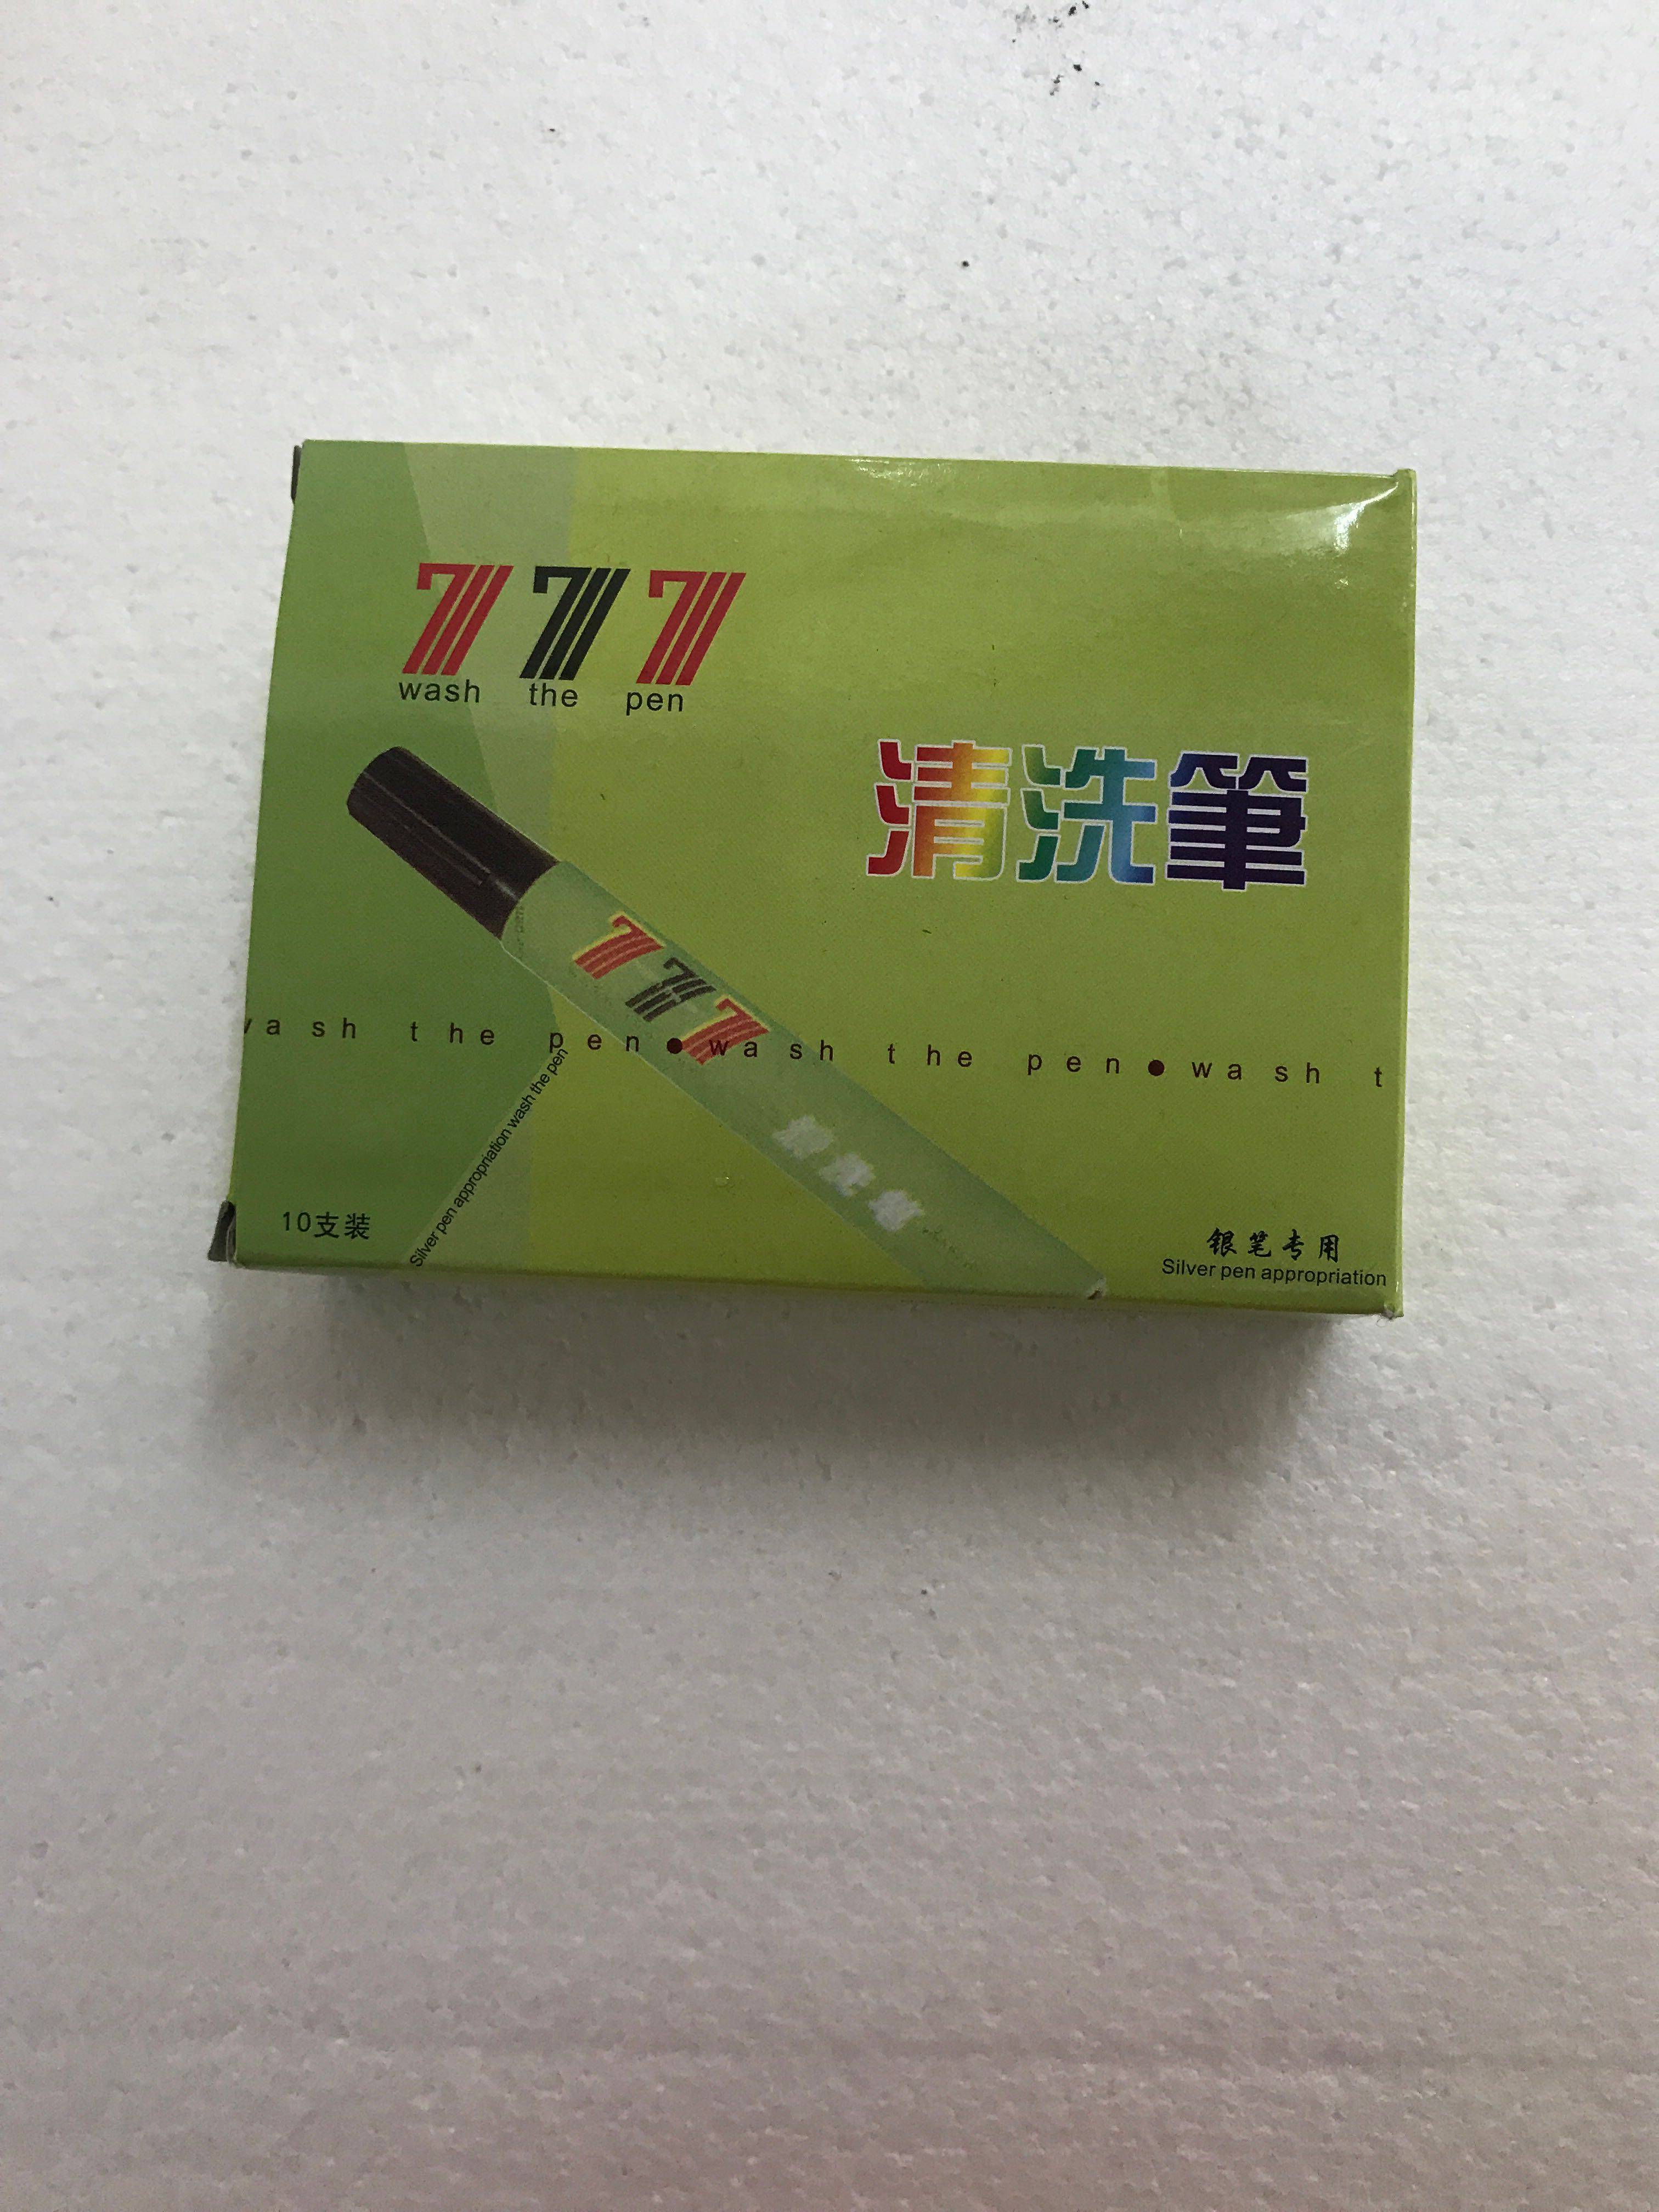 777
wash the pen
清洗筆
777
wash the pen●wash the pen●wash t
Silver pen appropriation wash the pen
10支装
银笔专用
Silver pen appropriation